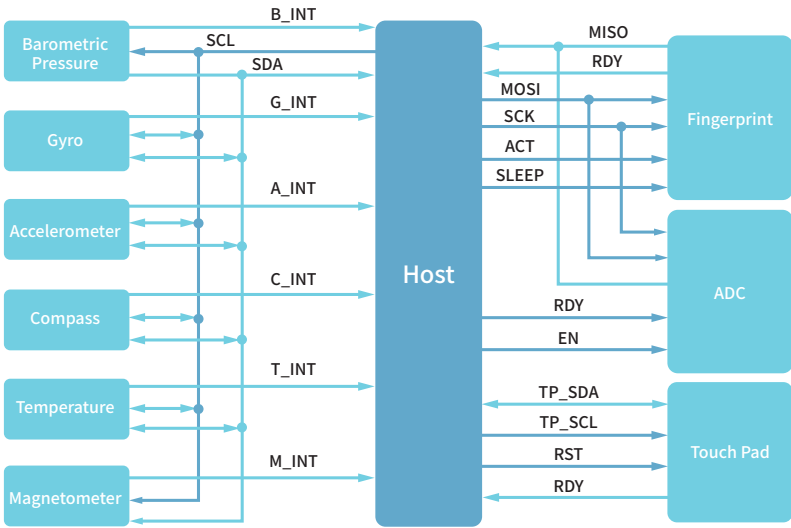 B_INT
SCL
Barometric
Pressure
SDA
G_INT
Gyro
A_INT
Accelerometer
C_INT
Compass
T_INT
Temperature
M_INT
Magnetometer
Host
MISO
RDY
MOSI
SCK
ACT
SLEEP
Fingerprint
RDY
EN
ADC
TP_SDA
TP_SCL
RST
RDY
Touch Pad